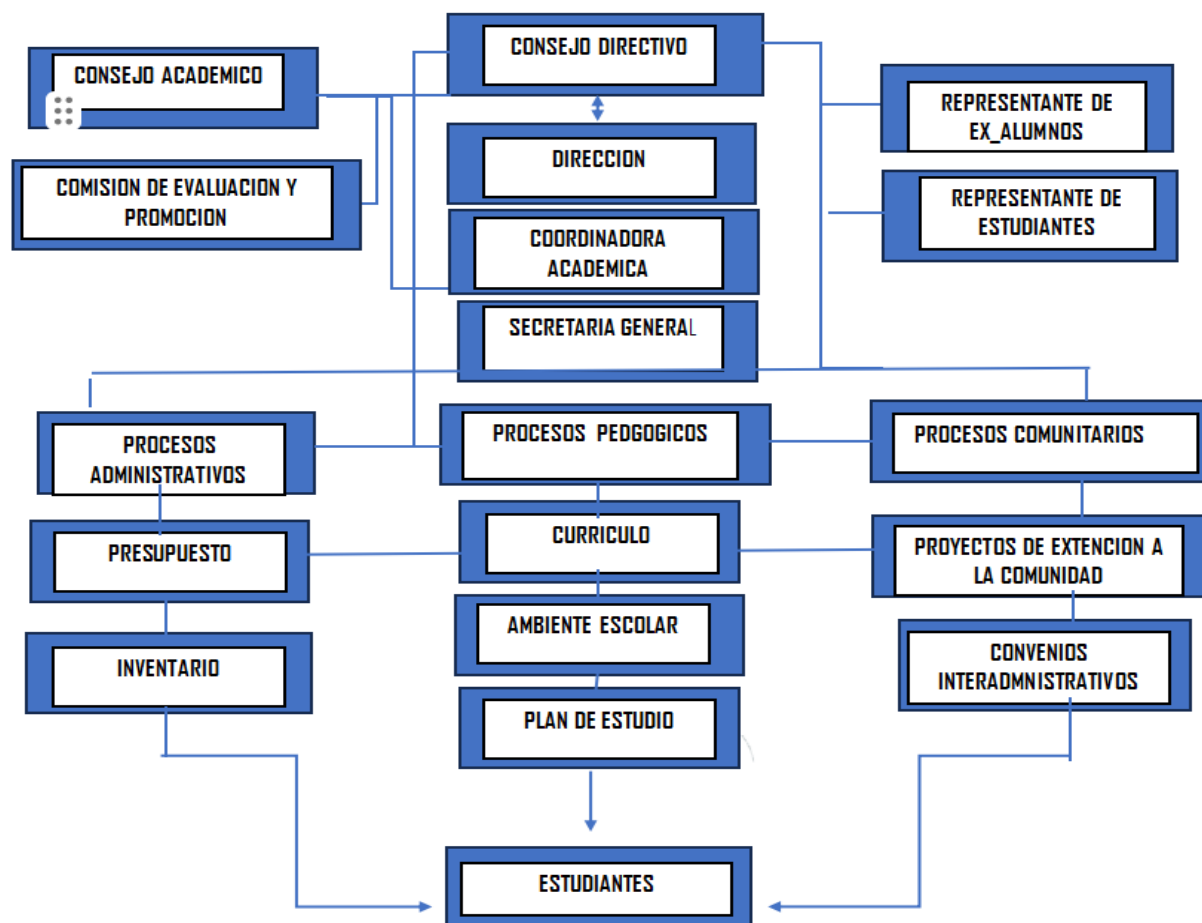 CONSEJO DIRECTIVO
CONSEJO ACADEMICO
REPRESENTANTE DE
EX_ALUMNOS
DIRECCION
COMISION DE EVALUACION Y
PROMOCION
REPRESENTANTE DE
ESTUDIANTES
COORDINADORA
ACADEMICA
SECRETARIA GENERAL
PROCESOS
ADMINISTRATIVOS
PROCESOS PEDGOGICOS
PROCESOS COMUNITARIOS
PRESUPUESTO
CURRICULO
PROYECTOS DE EXTENCION A
LA COMUNIDAD
INVENTARIO
AMBIENTE ESCOLAR
CONVENIOS
INTERADMNISTRATIVOS
PLAN DE ESTUDIO
ESTUDIANTES